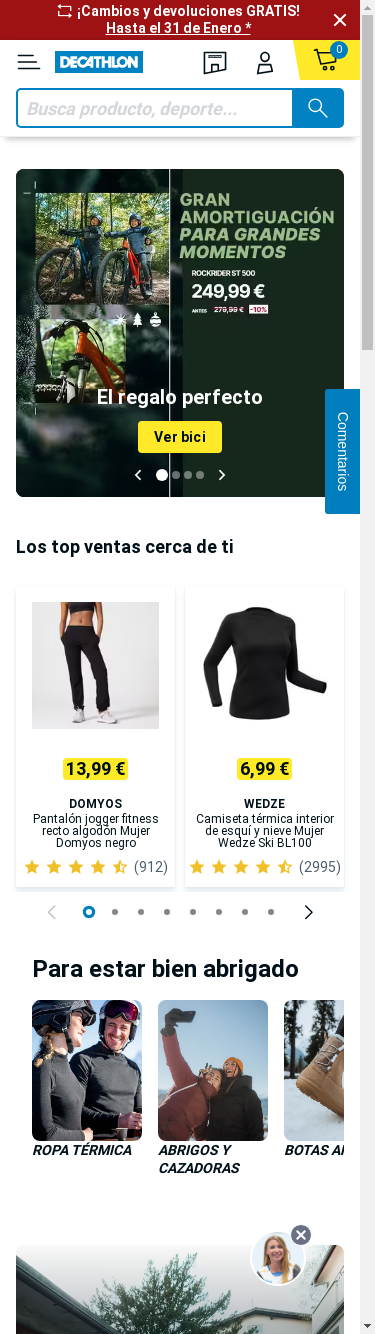 ¡Cambios y devoluciones GRATIS!
Hasta el 31 de Enero *
DECATHLON
0
Busca producto, deporte...
GRAN
AMORTIGUACIÓN
PARA GRANDES
MOMENTOS
ROCKRIDER ST 500
249,99 €
ANTES 279,99 € -10%
El regalo perfecto
Ver bici
Comentarios
Los top ventas cerca de ti
13,99 €
DOMYOS
Pantalón jogger fitness
recto algodón Mujer
Domyos negro
(912)
6,99 €
WEDZE
Camiseta térmica interior
de esquí y nieve Mujer
Wedze Ski BL100
(2995)
Para estar bien abrigado
ROPA TÉRMICA
ABRIGOS Y
CAZADORAS
BOTAS